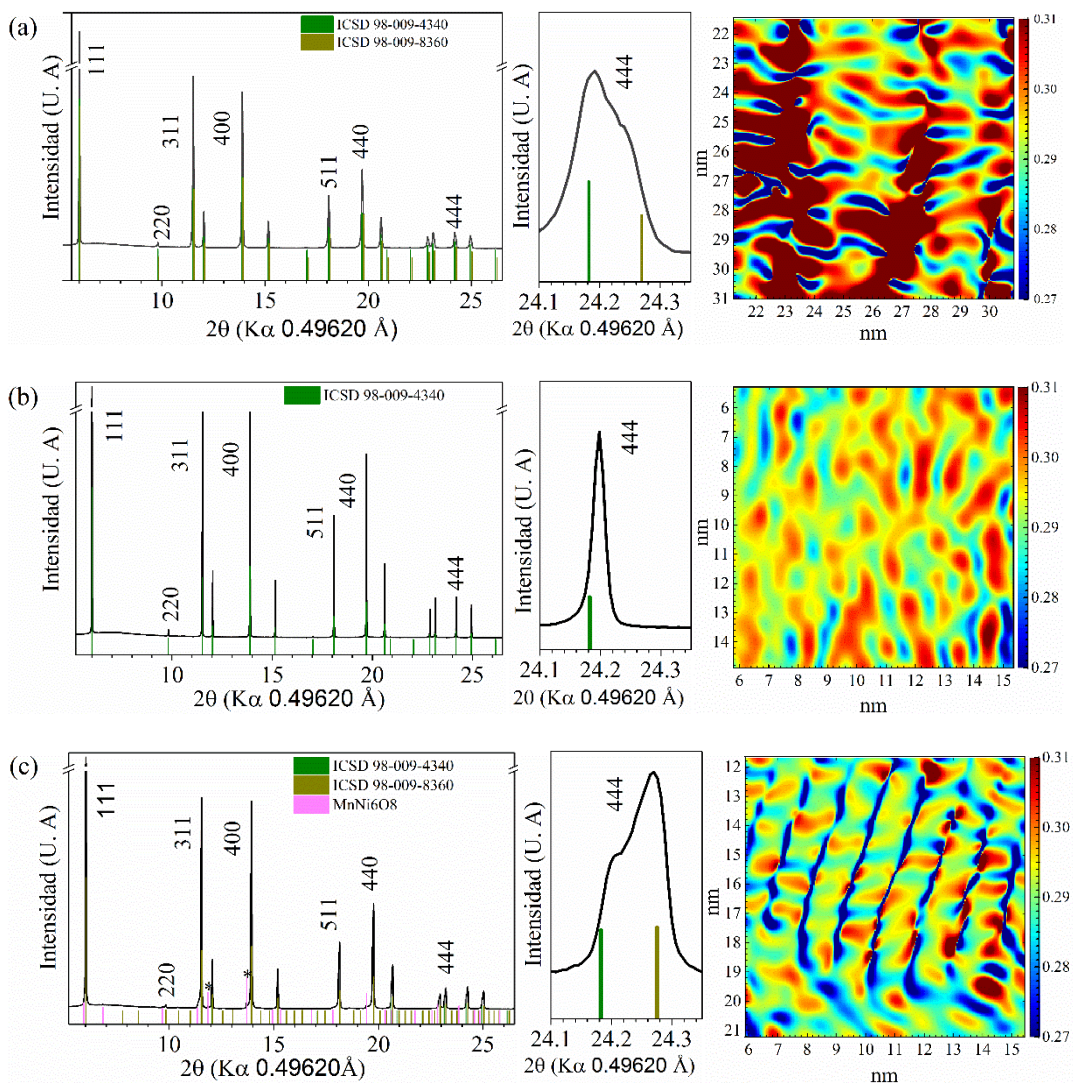 (a)
Intensidad (U. A)
111
220
311
400
511
440
444
ICSD 98-009-4340
ICSD 98-009-8360
10 15 20 25
2θ (Kα 0.49620 Å)
Intensidad (U. A)
444
24.1 24.2 24.3
2θ (Kα 0.49620 Å)
nm
22
23
24
25
26
27
28
29
30
31
22 23 24 25 26 27 28 29 30
nm
0.31
0.30
0.29
0.28
0.27
(b)
Intensidad (U. A)
111
220
311
400
511
440
444
ICSD 98-009-4340
10 15 20 25
2θ (Kα 0.49620 Å)
Intensidad (U. A)
444
24.1 24.2 24.3
2θ (Kα 0.49620 Å)
nm
6
7
8
9
10
11
12
13
14
6 7 8 9 10 11 12 13 14 15
nm
0.31
0.30
0.29
0.28
0.27
(c)
Intensidad (U. A)
111
220
311
*
400
*
511
440
444
ICSD 98-009-4340
ICSD 98-009-8360
MnNi6O8
10 15 20 25
2θ (Kα 0.49620Å)
Intensidad (U. A)
444
24.1 24.2 24.3
2θ (Kα 0.49620 Å)
nm
12
13
14
15
16
17
18
19
20
21
6 7 8 9 10 11 12 13 14 15
nm
0.31
0.30
0.29
0.28
0.27